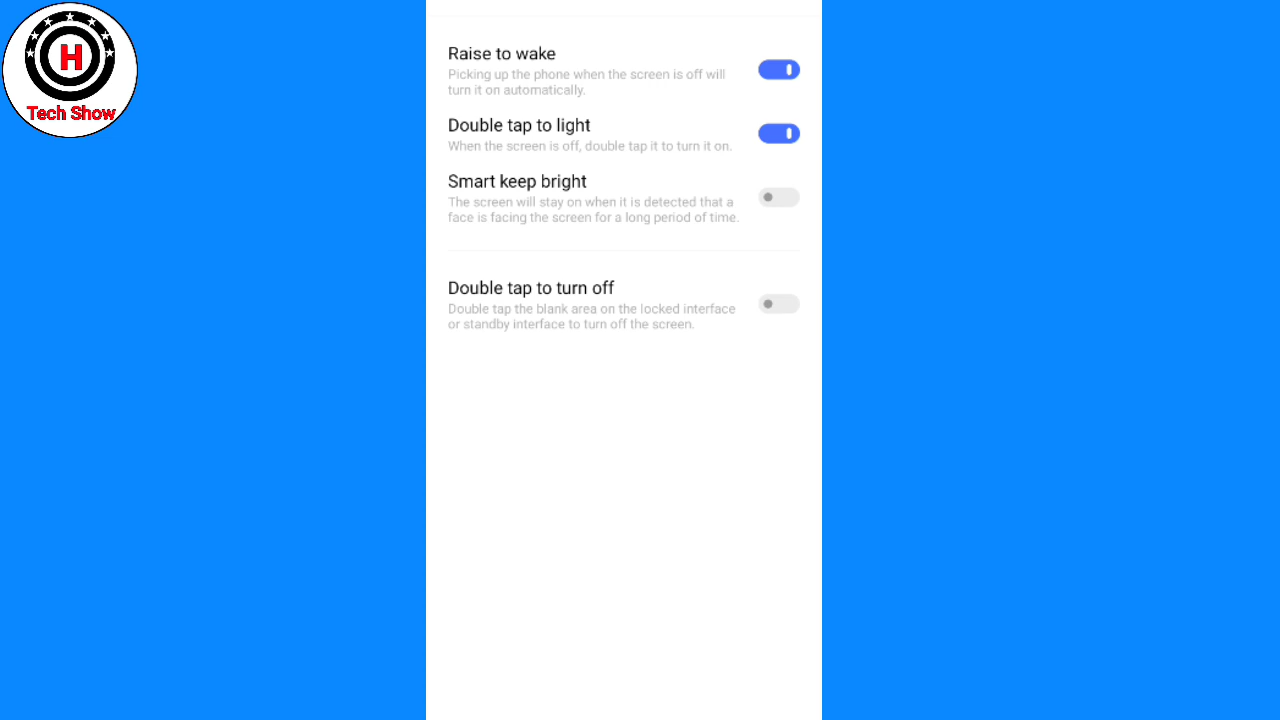 H
Tech Show
Raise to wake
Picking up the phone when the screen is off will
turn it on automatically.
Double tap to light
When the screen is off, double tap it to turn it on.
Smart keep bright
The screen will stay on when it is detected that a
face is facing the screen for a long period of time.
Double tap to turn off
Double tap the blank area on the locked interface
or standby interface to turn off the screen.